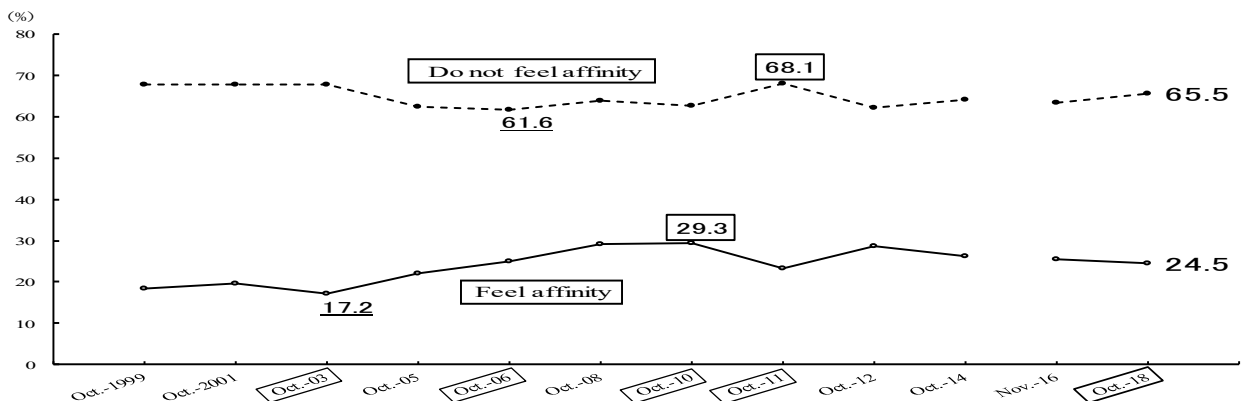 (%)
80
70
60
50
40
30
20
10
0
Do not feel affinity
68.1
61.6
65.5
29.3
17.2
Feel affinity
24.5
Oct.-1999
Oct.-2001
Oct.-03
Oct.-05
Oct.-06
Oct.-08
Oct.-10
Oct.-11
Oct.-12
Oct.-14
Nov.-16
Oct.-18